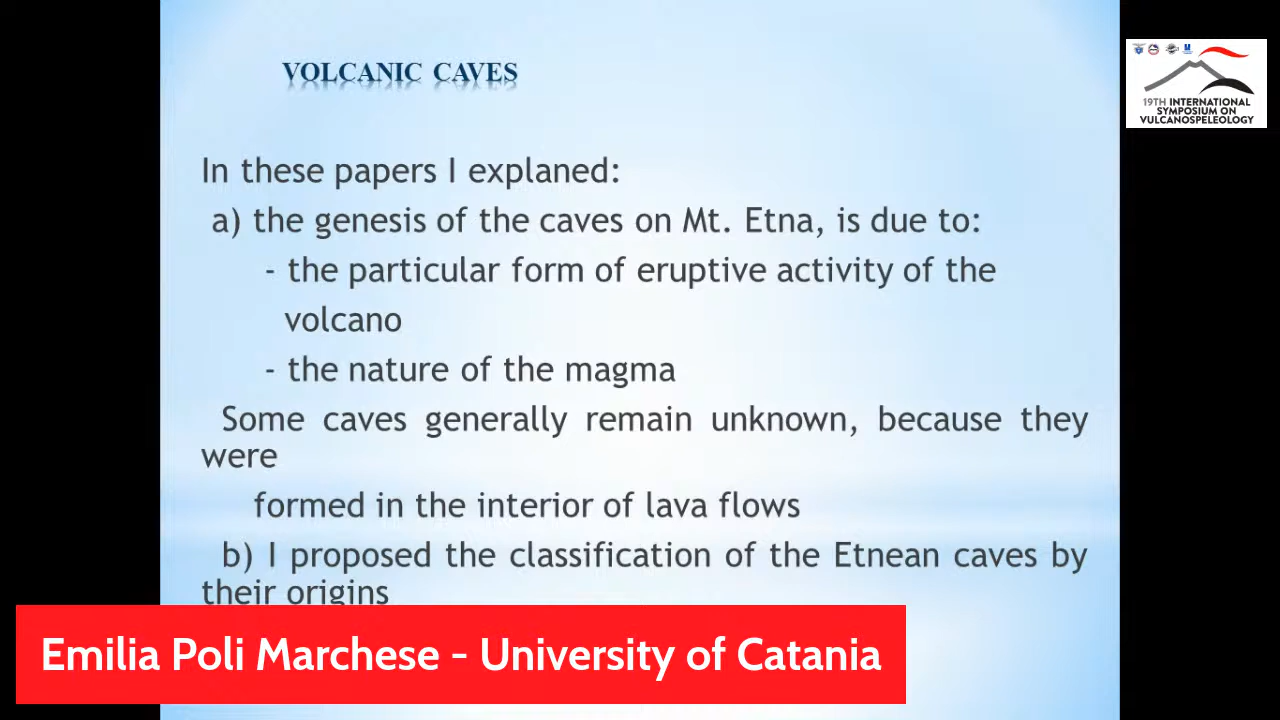 VOLCANIC CAVES
19TH INTERNATIONAL
SYMPOSIUM ON
VULCANOSPELEOLOGY
In these papers I explaned:
a) the genesis of the caves on Mt. Etna, is due to:
- the particular form of eruptive activity of the
volcano
- the nature of the magma
Some caves generally remain unknown, because they
were
formed in the interior of lava flows
b) I proposed the classification of the Etnean caves by
their origins
Emilia Poli Marchese - University of Catania